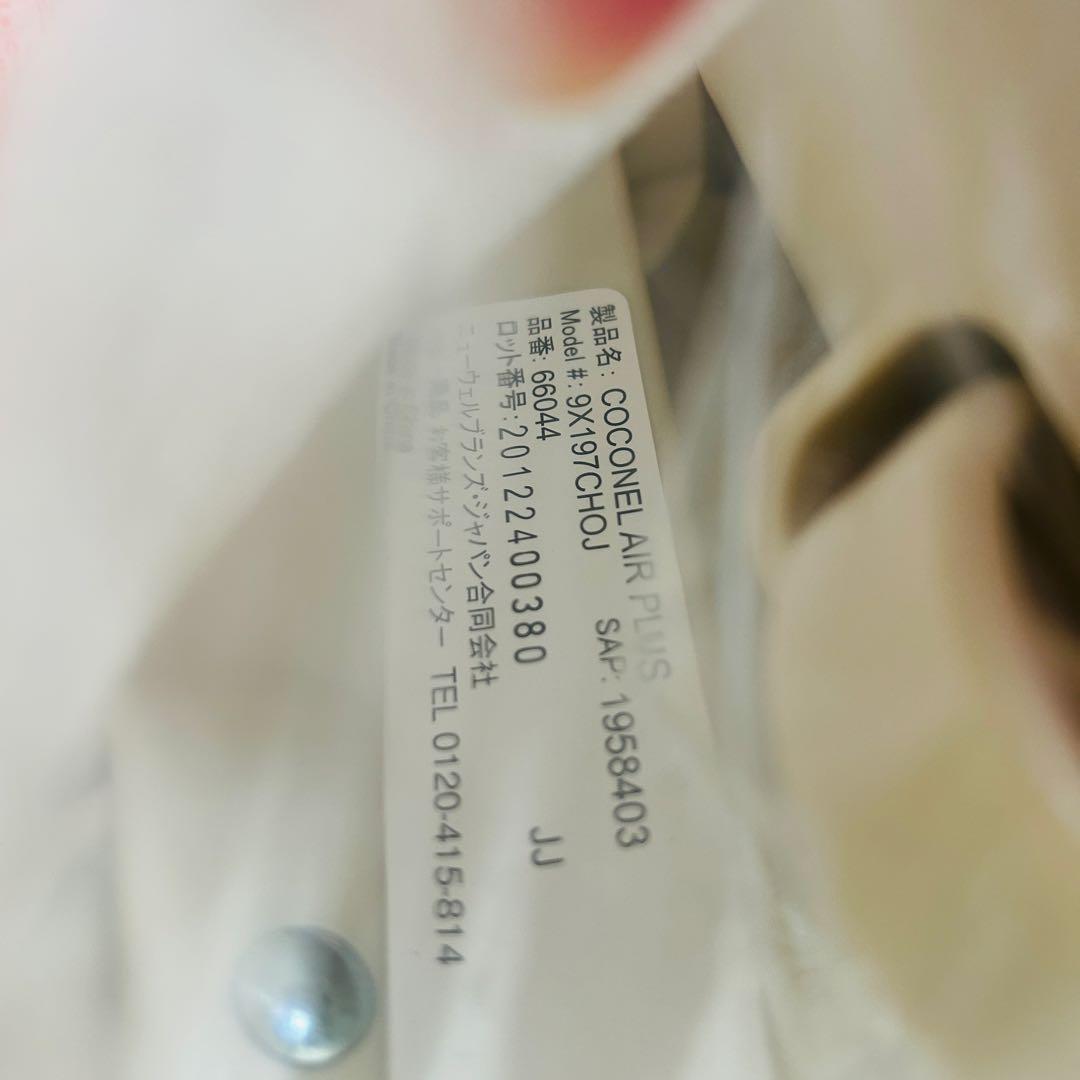 製品名: COCONEL AIR PLUS
Model #: 9X197CHOJ SAP: 1958403
品番: 66044
ロット番号: 20122400380 JJ
ニューウェルブランズ・ジャパン合同会社
お客様サポートセンター TEL 0120-415-814